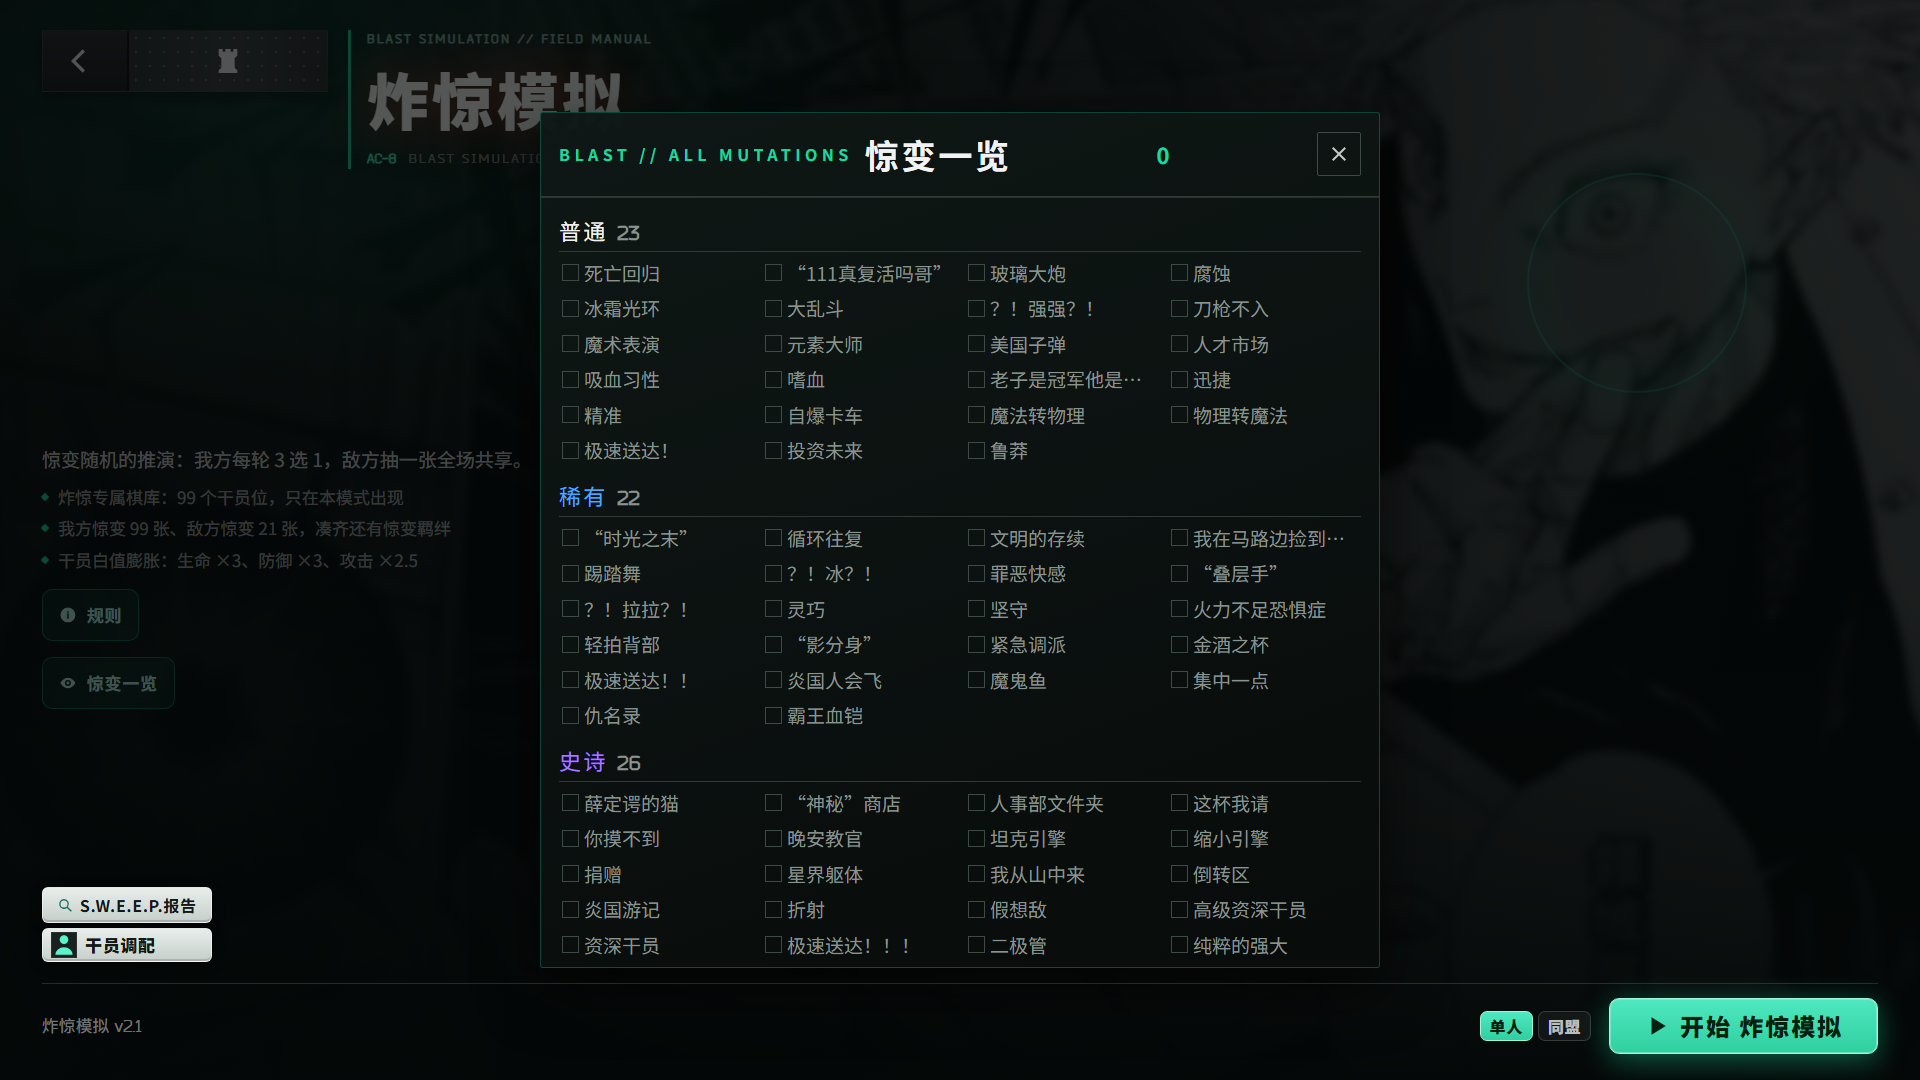 BLAST SIMULATION // FIELD MANUAL
炸惊模拟
AC-8 BLAST SIMULATIO
BLAST // ALL MUTATIONS 惊变一览 0
普通 23
死亡回归 “111真复活吗哥” 玻璃大炮 腐蚀
冰霜光环 大乱斗 ？！强强？！ 刀枪不入
魔术表演 元素大师 美国子弹 人才市场
吸血习性 嗜血 老子是冠军他是… 迅捷
精准 自爆卡车 魔法转物理 物理转魔法
极速送达！ 投资未来 鲁莽
稀有 22
“时光之末” 循环往复 文明的存续 我在马路边捡到…
踢踏舞 ？！冰？！ 罪恶快感 “叠层手”
？！拉拉？！ 灵巧 坚守 火力不足恐惧症
轻拍背部 “影分身” 紧急调派 金酒之杯
极速送达！！ 炎国人会飞 魔鬼鱼 集中一点
仇名录 霸王血铠
史诗 26
薛定谔的猫 “神秘”商店 人事部文件夹 这杯我请
你摸不到 晚安教官 坦克引擎 缩小引擎
捐赠 星界躯体 我从山中来 倒转区
炎国游记 折射 假想敌 高级资深干员
资深干员 极速送达！！！ 二极管 纯粹的强大
惊变随机的推演：我方每轮 3 选 1，敌方抽一张全场共享。
炸惊专属棋库：99 个干员位，只在本模式出现
我方惊变 99 张、敌方惊变 21 张，凑齐还有惊变羁绊
干员白值膨胀：生命 ×3、防御 ×3、攻击 ×2.5
规则
惊变一览
S.W.E.E.P.报告
干员调配
炸惊模拟 v2.1
单人 同盟
开始 炸惊模拟